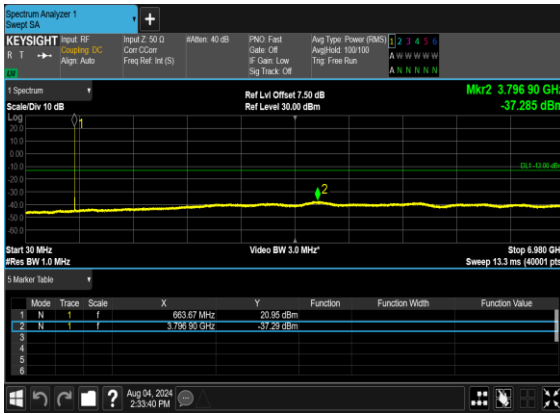 Spectrum Analyzer 1
Swept SA
+
KEYSIGHT Input: RF Input Z: 50 Ω #Atten: 40 dB PNO: Fast Avg Type: Power (RMS) 1 2 3 4 5 6
R T Coupling: DC Corr CCorr Gate: Off Avg|Hold: 100/100 A W W W W W
Align: Auto Freq Ref: Int (S) IF Gain: Low Trig: Free Run A N N N N N
Sig Track: Off
1 Spectrum Ref Lvl Offset 7.50 dB Mkr2 3.796 90 GHz
Scale/Div 10 dB Ref Level 30.00 dBm -37.285 dBm
Log
20.0
10.0
0.00
-10.0
DL1 -13.00 dBm
-20.0
-30.0
-40.0
-50.0
-60.0
1
2
Start 30 MHz Video BW 3.0 MHz* Stop 6.980 GHz
#Res BW 1.0 MHz Sweep 13.3 ms (40001 pts)
5 Marker Table
Mode Trace Scale X Y Function Function Width Function Value
1 N 1 f 663.67 MHz 20.95 dBm
2 N 1 f 3.796 90 GHz -37.29 dBm
3
4
5
6
? Aug 04, 2024
2:33:40 PM